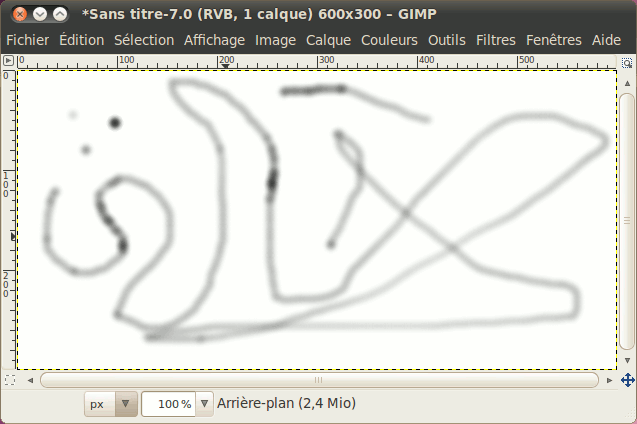 *Sans titre-7.0 (RVB, 1 calque) 600x300 – GIMP
Fichier Édition Sélection Affichage Image Calque Couleurs Outils Filtres Fenêtres Aide
0 100 200 300 400 500
0
100
200
px 100 % Arrière-plan (2,4 Mio)